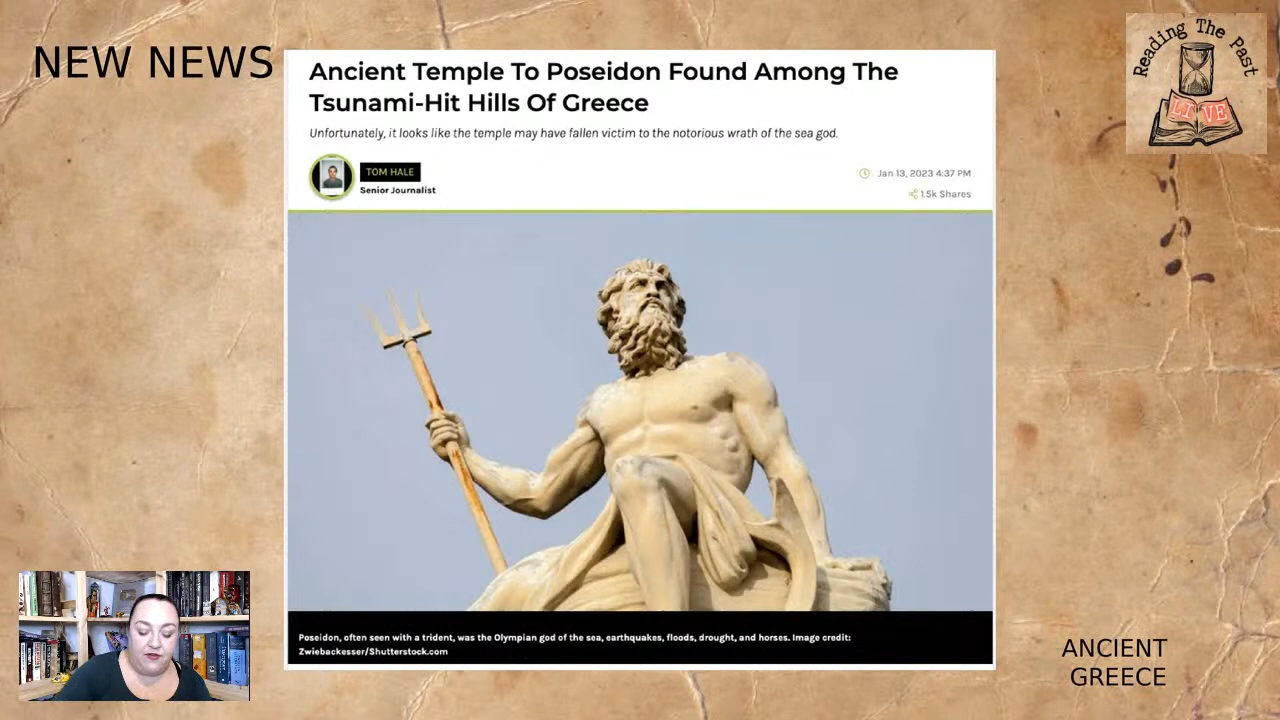 NEW NEWS
Ancient Temple To Poseidon Found Among The
Tsunami-Hit Hills Of Greece
Unfortunately, it looks like the temple may have fallen victim to the notorious wrath of the sea god.
TOM HALE
Senior Journalist
Jan 13, 2023 4:37 PM
1.5k Shares
Reading The Past
LIVE
Poseidon, often seen with a trident, was the Olympian god of the sea, earthquakes, floods, drought, and horses. Image credit:
Zwiebackesser/Shutterstock.com
ANCIENT
GREECE